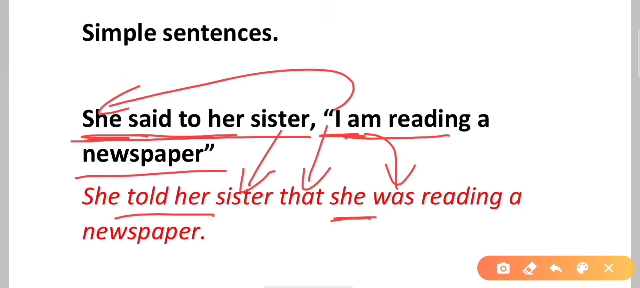 Simple sentences.
She said to her sister, “I am reading a
newspaper”
She told her sister that she was reading a
newspaper.